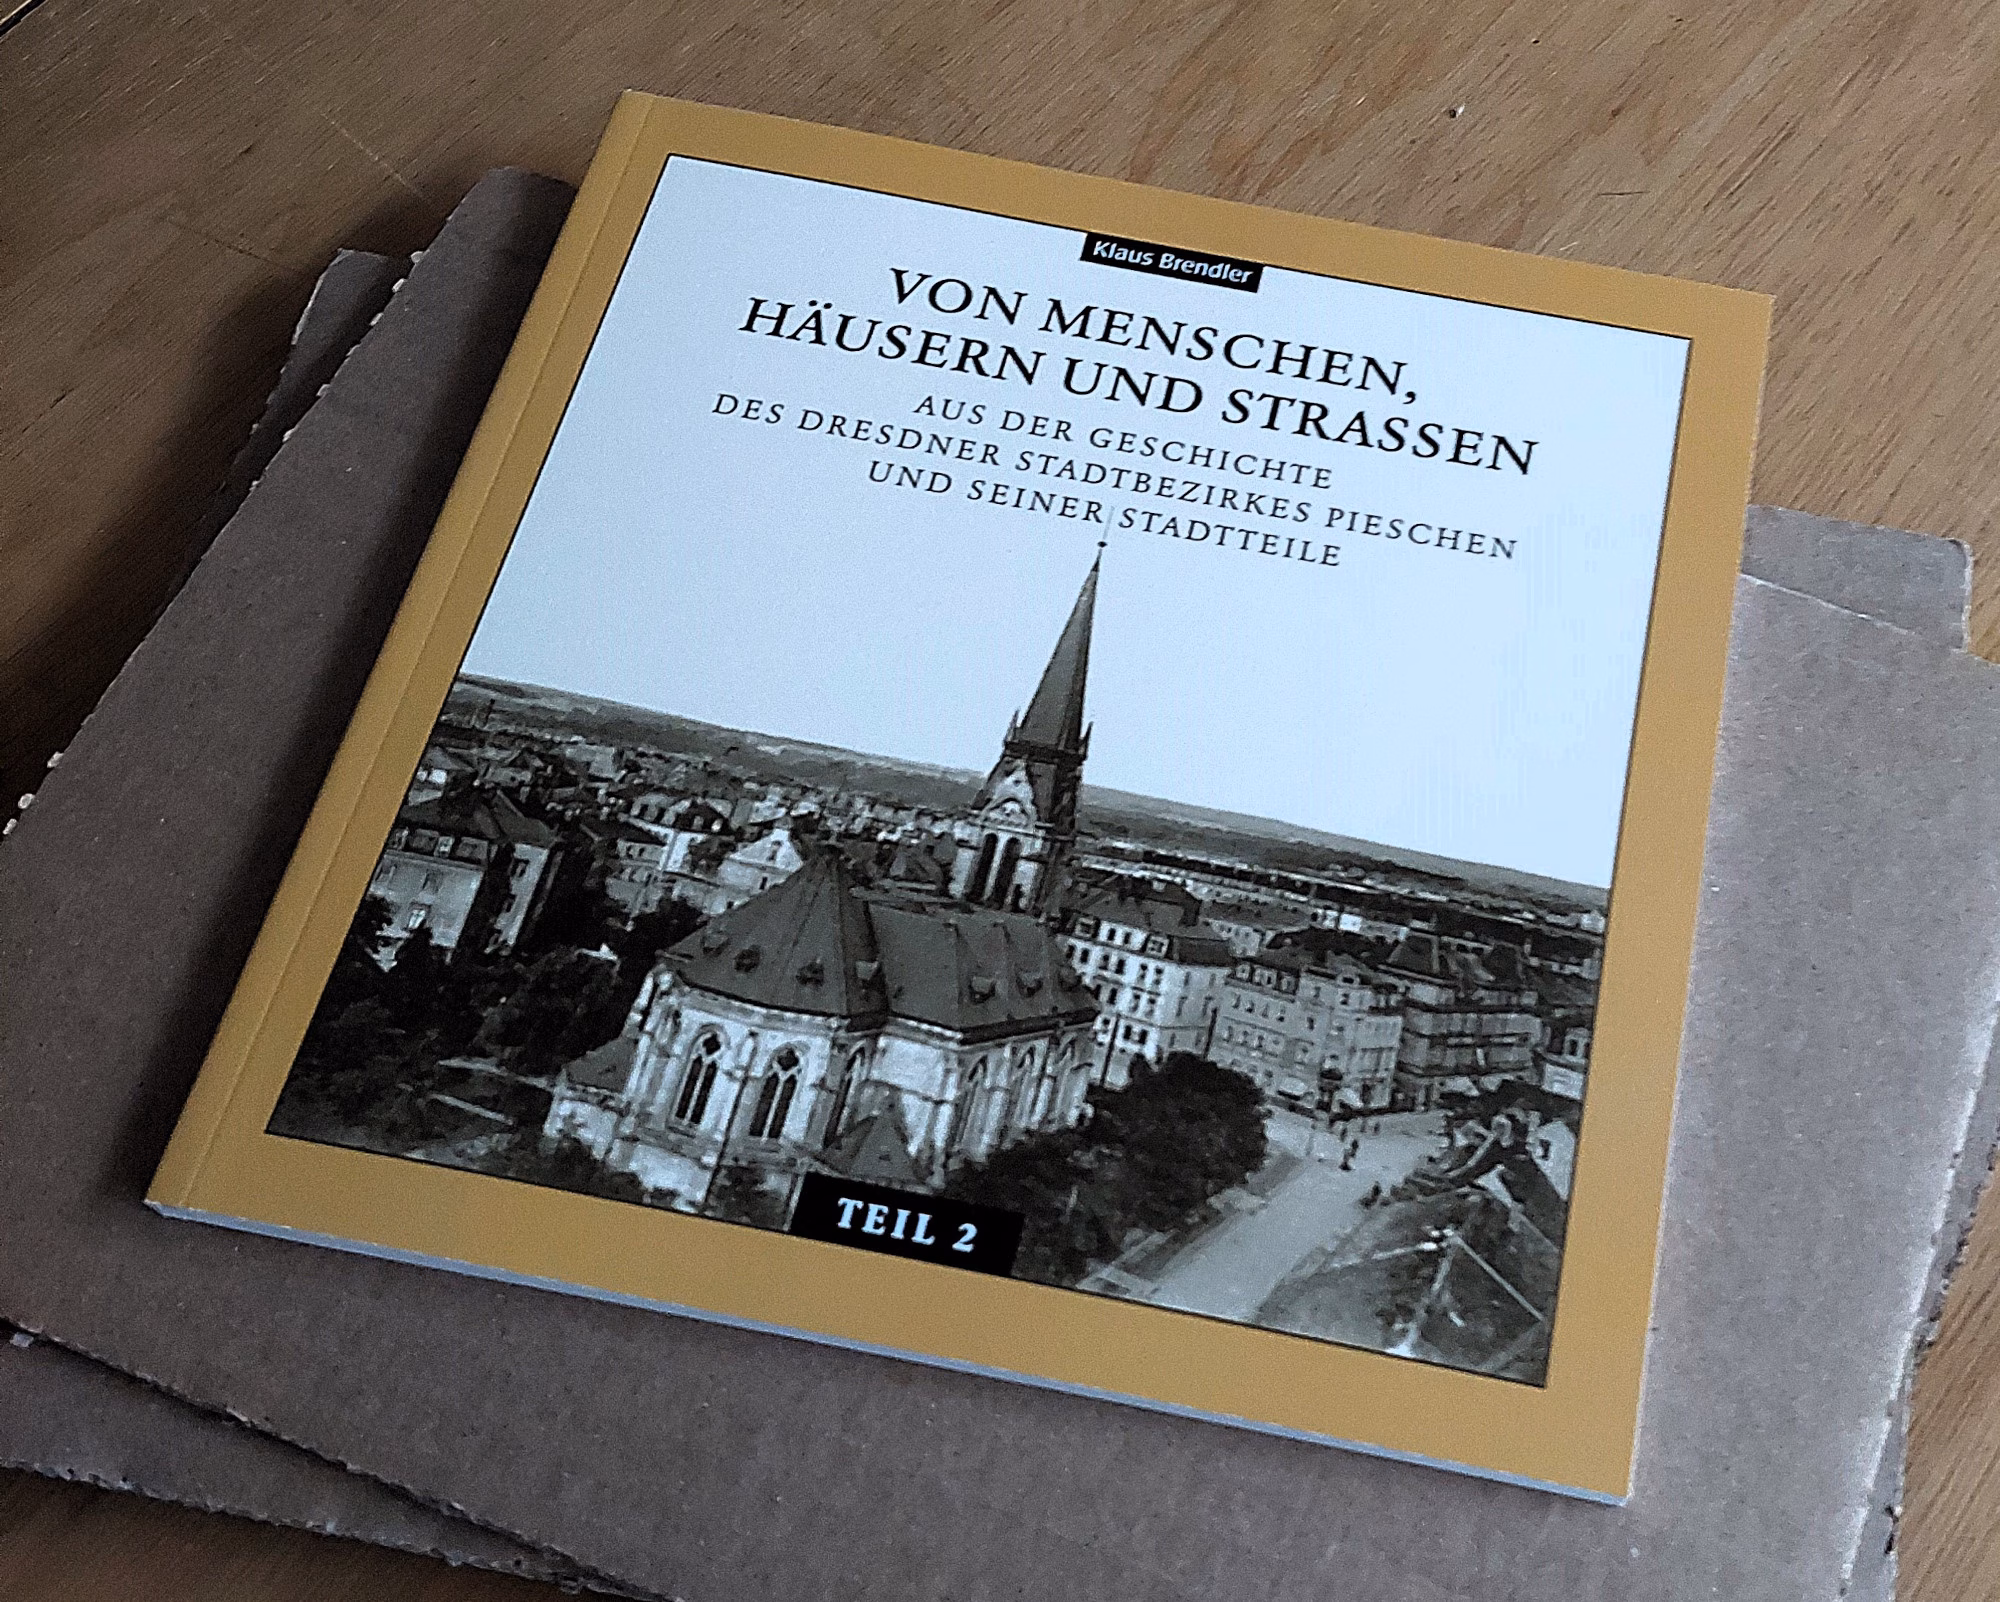 Klaus Brendler
VON MENSCHEN,
HÄUSERN UND STRASSEN
AUS DER GESCHICHTE
DES DRESDNER STADTBEZIRKES PIESCHEN
UND SEINER STADTTEILE
TEIL 2